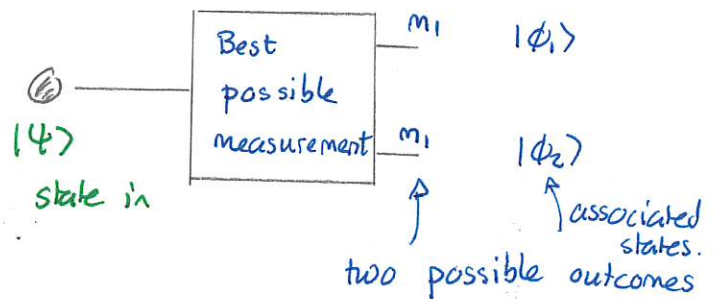 Best possible measurement
m1 |ϕ1⟩
m1 |ϕ2⟩
|Ψ⟩
state in
associated states.
two possible outcomes